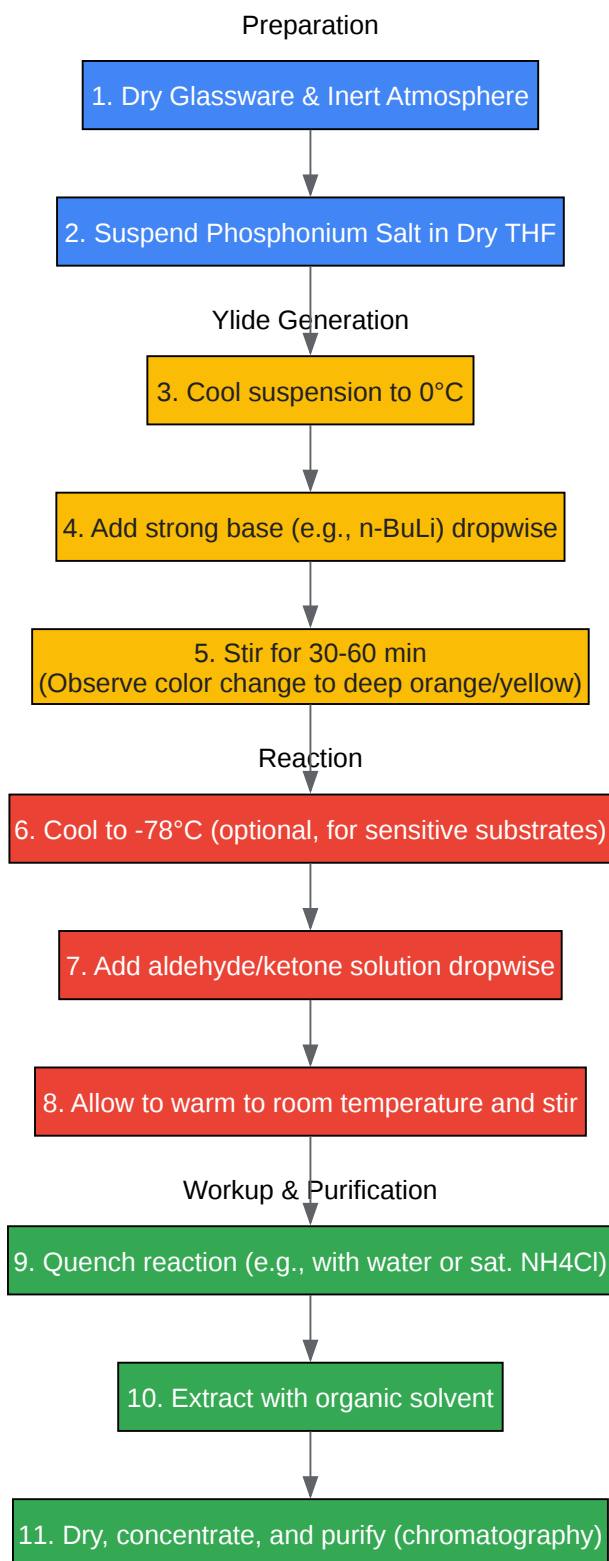 Preparation
1. Dry Glassware & Inert Atmosphere
2. Suspend Phosphonium Salt in Dry THF
Ylide Generation
3. Cool suspension to 0°C
4. Add strong base (e.g., n-BuLi) dropwise
5. Stir for 30-60 min
(Observe color change to deep orange/yellow)
Reaction
6. Cool to -78°C (optional, for sensitive substrates)
7. Add aldehyde/ketone solution dropwise
8. Allow to warm to room temperature and stir
Workup & Purification
9. Quench reaction (e.g., with water or sat. NH4Cl)
10. Extract with organic solvent
11. Dry, concentrate, and purify (chromatography)